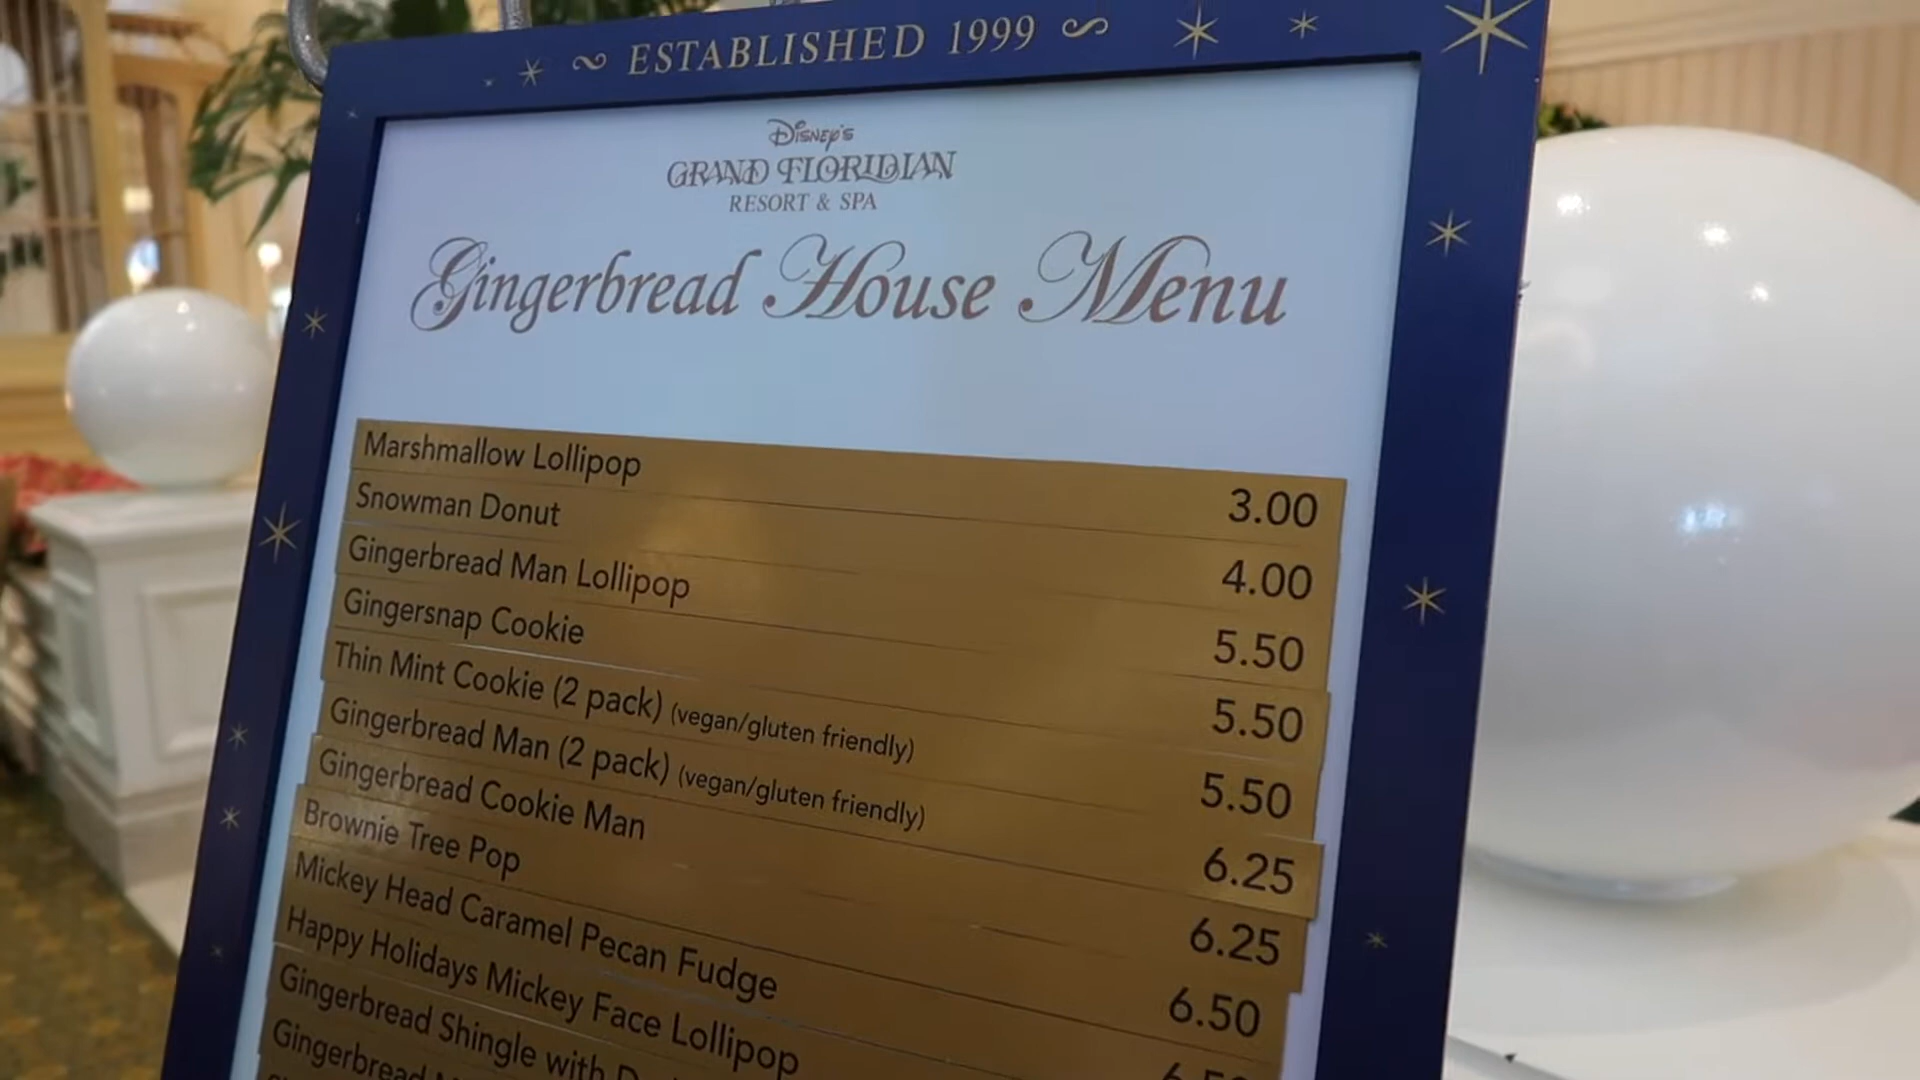 ESTABLISHED 1999
Disney's
GRAND FLORIDIAN
RESORT & SPA
Gingerbread House Menu
Marshmallow Lollipop 3.00
Snowman Donut 4.00
Gingerbread Man Lollipop 5.50
Gingersnap Cookie 5.50
Thin Mint Cookie (2 pack) (vegan/gluten friendly) 5.50
Gingerbread Man (2 pack) (vegan/gluten friendly) 6.25
Gingerbread Cookie Man 6.25
Brownie Tree Pop 6.50
Mickey Head Caramel Pecan Fudge
Happy Holidays Mickey Face Lollipop
Gingerbread Shingle with
Gingerbread